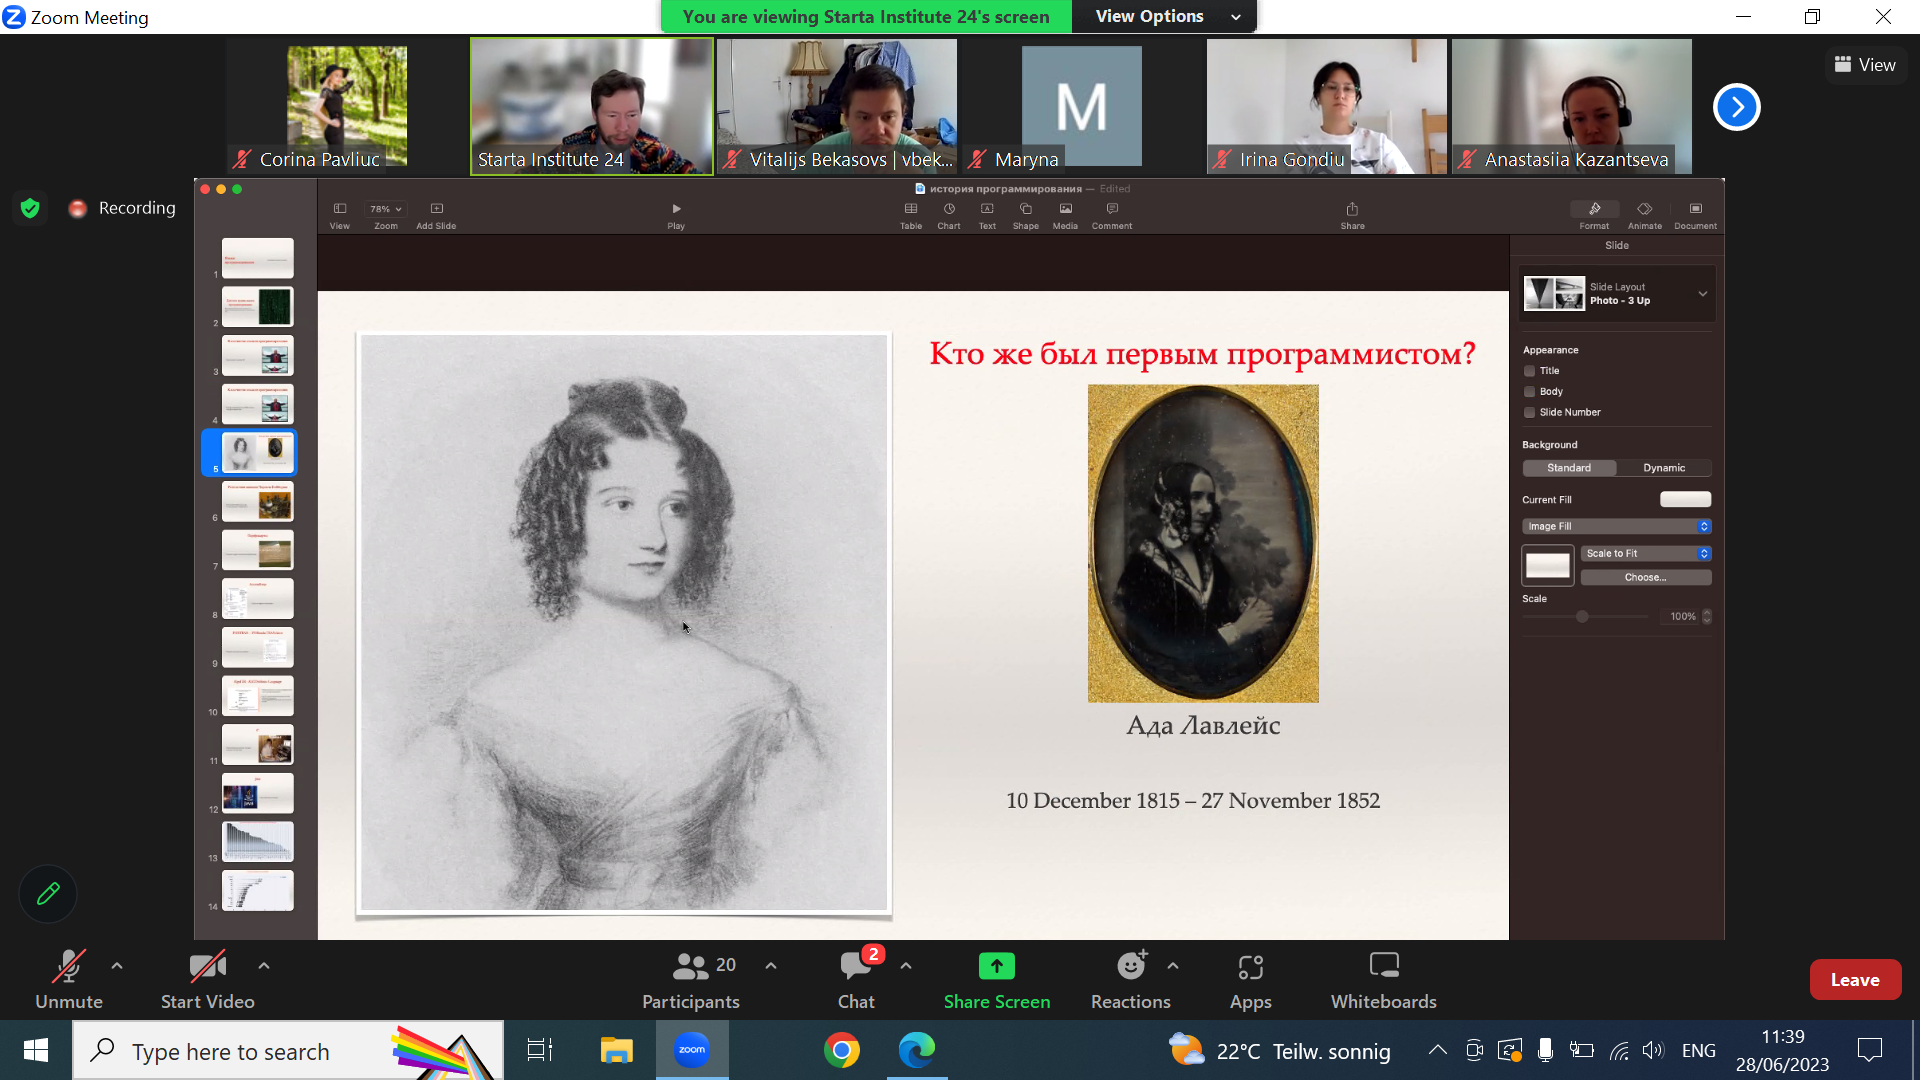 Zoom Meeting
You are viewing Starta Institute 24's screen
View Options
Corina Pavliuc
Starta Institute 24
Vitalijs Bekasovs | vbek...
M
Maryna
Irina Gondiu
Anastasiia Kazantseva
View
Recording
история программирования — Edited
View
78%
Zoom
Add Slide
Play
Table
Chart
Text
Shape
Media
Comment
Share
Format
Animate
Document
Slide
Slide Layout
Photo - 3 Up
Appearance
Title
Body
Slide Number
Background
Standard
Dynamic
Current Fill
Image Fill
Scale to Fit
Choose...
Scale
100%
1
2
3
4
5
6
7
8
9
10
11
12
13
14
Кто же был первым программистом?
Ада Лавлейс
10 December 1815 – 27 November 1852
Unmute
Start Video
20
Participants
2
Chat
Share Screen
Reactions
Apps
Whiteboards
Leave
Type here to search
zoom
22°C Teilw. sonnig
ENG
11:39
28/06/2023